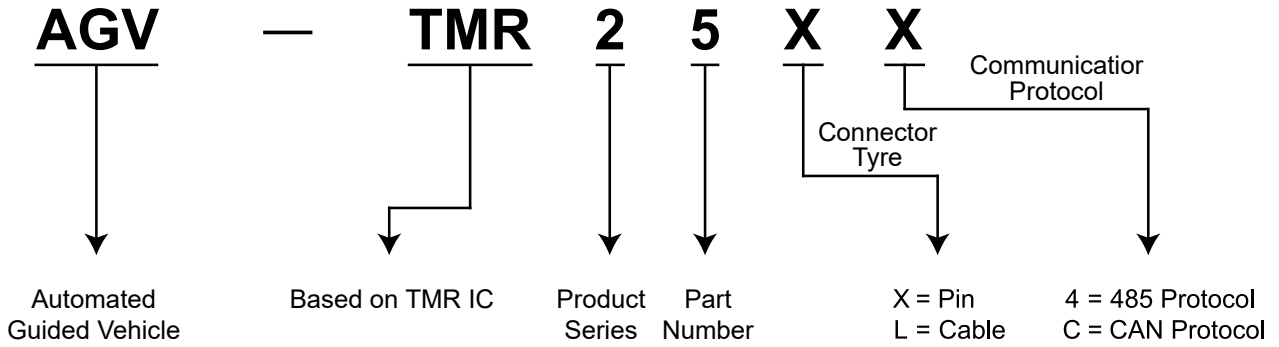 AGV — TMR 2 5 X X
Communicatior
Protocol
Connector
Tyre
Automated
Guided Vehicle
Based on TMR IC
Product
Series
Part
Number
X = Pin
L = Cable
4 = 485 Protocol
C = CAN Protocol